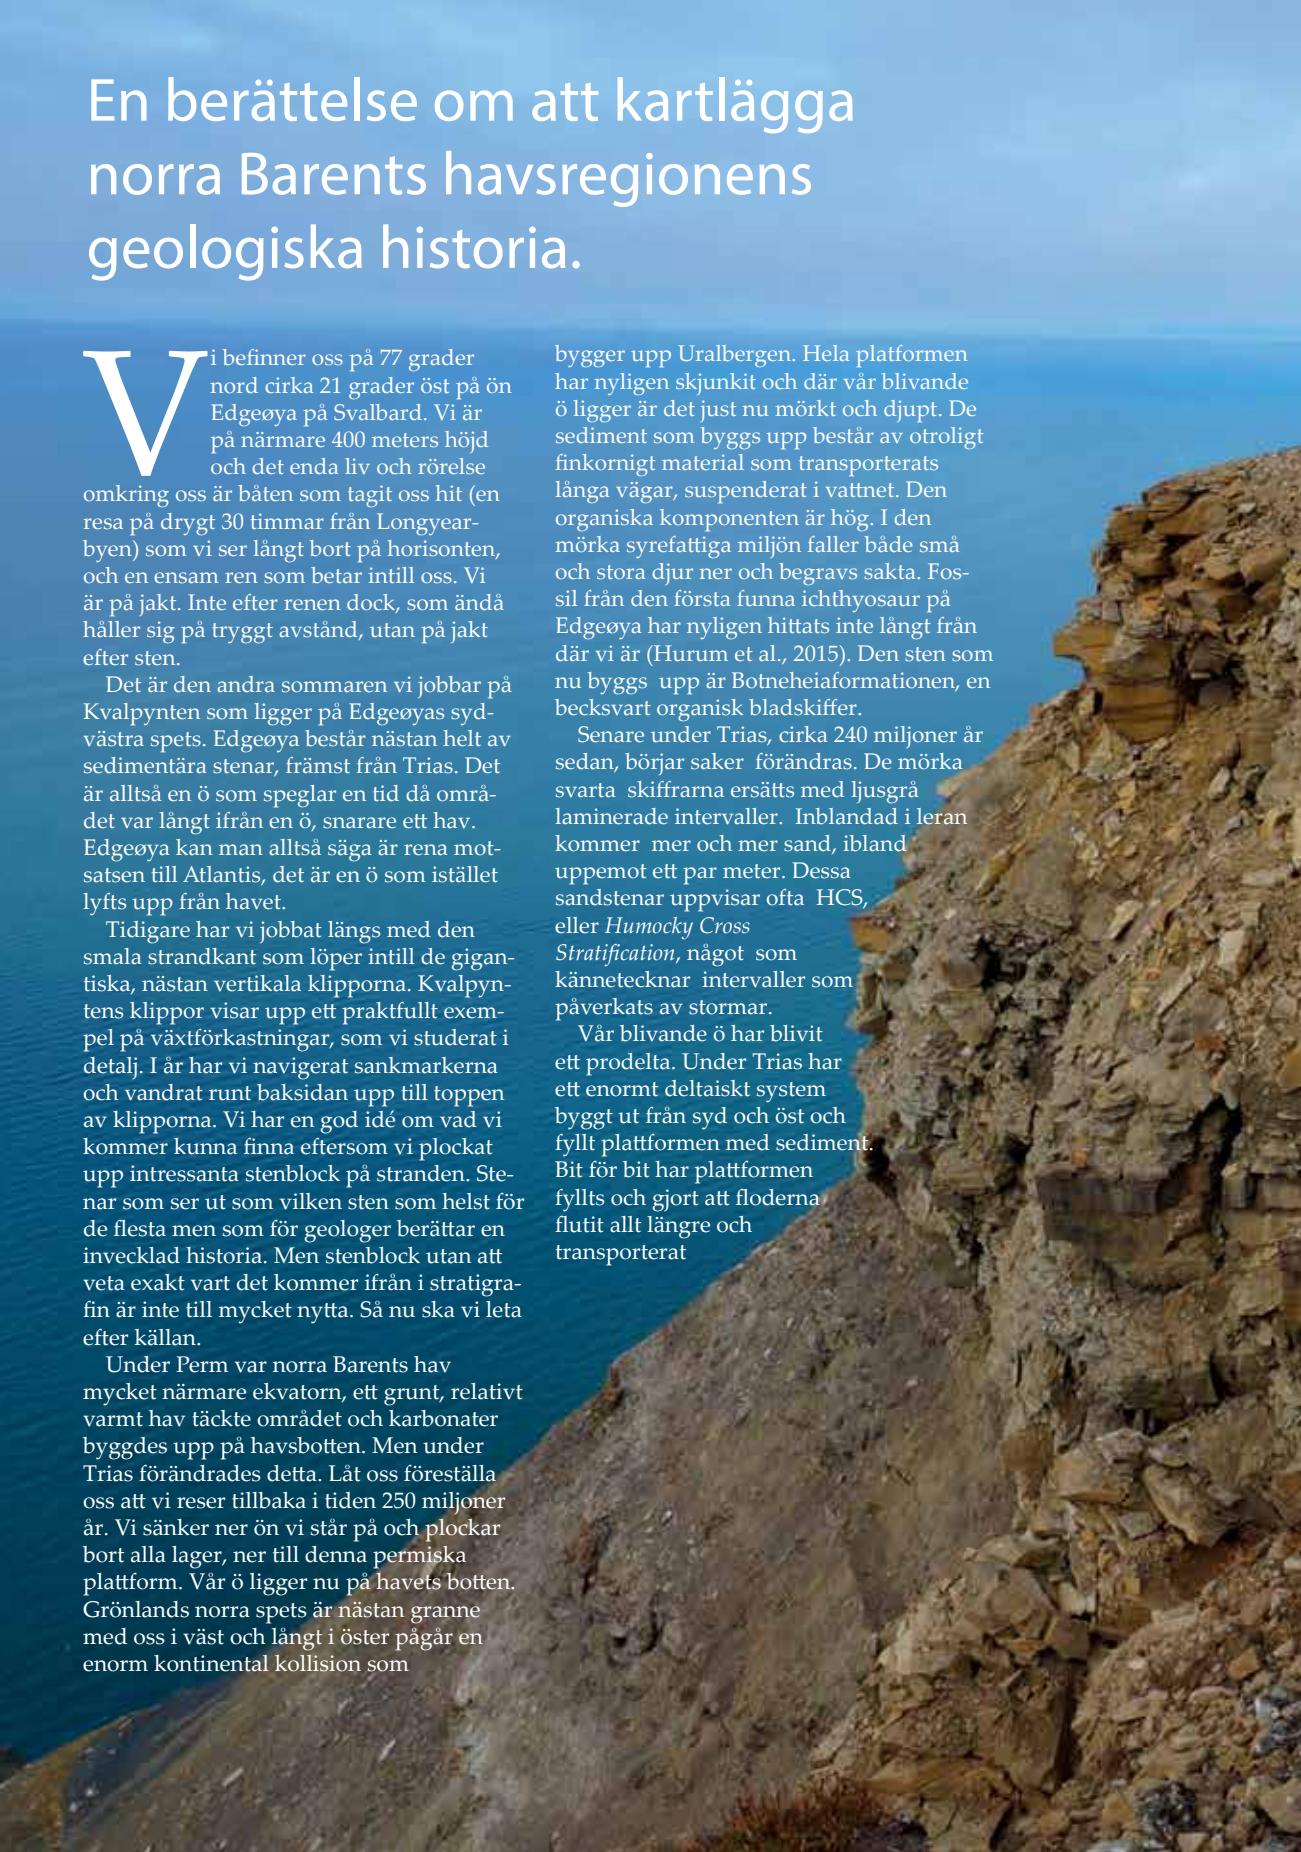 En berättelse om att kartlägga
norra Barents havsregionens
geologiska historia.
Vi befinner oss på 77 grader
nord cirka 21 grader öst på ön
Edgeøya på Svalbard. Vi är
på närmare 400 meters höjd
och det enda liv och rörelse
omkring oss är båten som tagit oss hit (en
resa på drygt 30 timmar från Longyear-
byen) som vi ser långt bort på horisonten,
och en ensam ren som betar intill oss. Vi
är på jakt. Inte efter renen dock, som ändå
håller sig på tryggt avstånd, utan på jakt
efter sten.
Det är den andra sommaren vi jobbar på
Kvalpynten som ligger på Edgeøyas syd-
västra spets. Edgeøya består nästan helt av
sedimentära stenar, främst från Trias. Det
är alltså en ö som speglar en tid då områ-
det var långt ifrån en ö, snarare ett hav.
Edgeøya kan man alltså säga är rena mot-
satsen till Atlantis, det är en ö som istället
lyfts upp från havet.
Tidigare har vi jobbat längs med den
smala strandkant som löper intill de gigan-
tiska, nästan vertikala klipporna. Kvalpyn-
tens klippor visar upp ett praktfullt exem-
pel på växtförkastningar, som vi studerat i
detalj. I år har vi navigerat sankmarkerna
och vandrat runt baksidan upp till toppen
av klipporna. Vi har en god idé om vad vi
kommer kunna finna eftersom vi plockat
upp intressanta stenblock på stranden. Ste-
nar som ser ut som vilken sten som helst för
de flesta men som för geologer berättar en
invecklad historia. Men stenblock utan att
veta exakt vart det kommer ifrån i stratigra-
fin är inte till mycket nytta. Så nu ska vi leta
efter källan.
Under Perm var norra Barents hav
mycket närmare ekvatorn, ett grunt, relativt
varmt hav täckte området och karbonater
byggdes upp på havsbotten. Men under
Trias förändrades detta. Låt oss föreställa
oss att vi reser tillbaka i tiden 250 miljoner
år. Vi sänker ner ön vi står på och plockar
bort alla lager, ner till denna permiska
plattform. Vår ö ligger nu på havets botten.
Grönlands norra spets är nästan granne
med oss i väst och långt i öster pågår en
enorm kontinental kollision som
bygger upp Uralbergen. Hela platformen
har nyligen skjunkit och där vår blivande
ö ligger är det just nu mörkt och djupt. De
sediment som byggs upp består av otroligt
finkornigt material som transporterats
långa vägar, suspenderat i vattnet. Den
organiska komponenten är hög. I den
mörka syrefattiga miljön faller både små
och stora djur ner och begravs sakta. Fos-
sil från den första funna ichthyosaur på
Edgeøya har nyligen hittats inte långt från
där vi är (Hurum et al., 2015). Den sten som
nu byggs upp är Botneheiaformationen, en
becksvart organisk bladskiffer.
Senare under Trias, cirka 240 miljoner år
sedan, börjar saker förändras. De mörka
svarta skiffrarna ersätts med ljusgrå
laminerade intervaller. Inblandad i leran
kommer mer och mer sand, ibland
uppemot ett par meter. Dessa
sandstenar uppvisar ofta HCS,
eller Humocky Cross
Stratification, något som
kännetecknar intervaller som
påverkats av stormar.
Vår blivande ö har blivit
ett prodelta. Under Trias har
ett enormt deltaiskt system
byggt ut från syd och öst och
fyllt plattformen med sediment.
Bit för bit har plattformen
fyllts och gjort att floderna
flutit allt längre och
transporterat